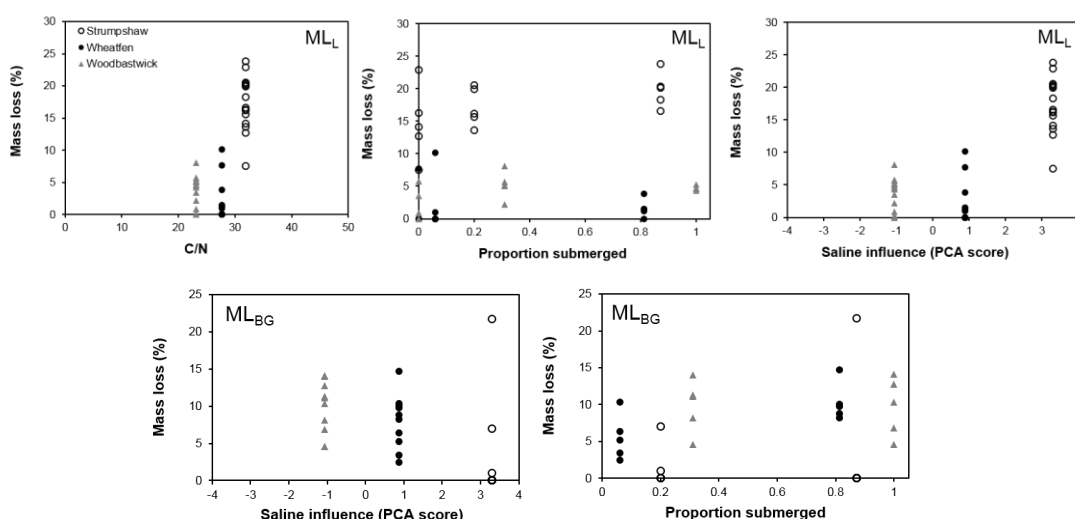 ML_L
Mass loss (%)
30
25
20
15
10
5
0
Strumpshaw
Wheatfen
Woodbastwick
0 10 20 30 40 50
C/N
ML_L
Mass loss (%)
30
25
20
15
10
5
0
0 0.2 0.4 0.6 0.8 1
Proportion submerged
ML_L
Mass loss (%)
30
25
20
15
10
5
0
-4 -3 -2 -1 0 1 2 3
Saline influence (PCA score)
ML_BG
Mass loss (%)
25
20
15
10
5
0
-4 -3 -2 -1 0 1 2 3 4
Saline influence (PCA score)
ML_BG
Mass loss (%)
25
20
15
10
5
0
0 0.2 0.4 0.6 0.8 1
Proportion submerged